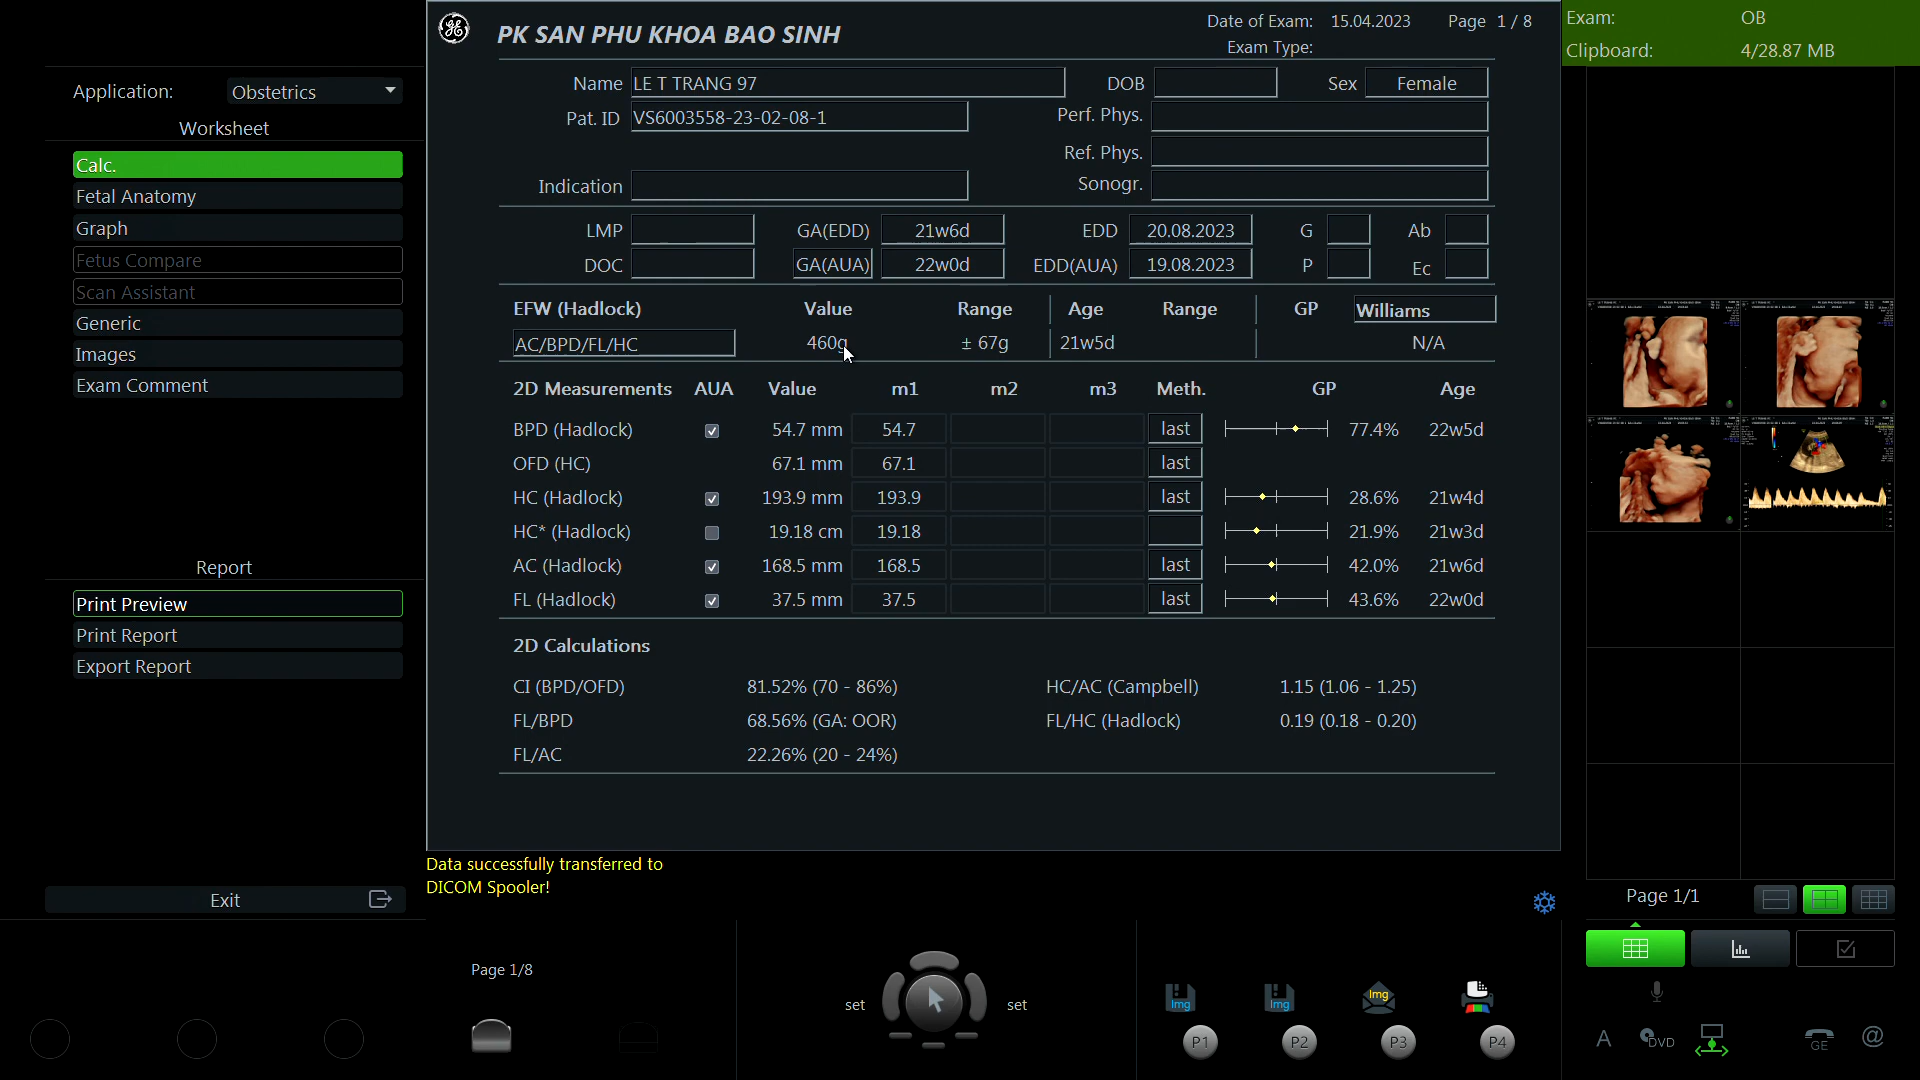 PK SAN PHU KHOA BAO SINH
Date of Exam: 15.04.2023 Page 1 / 8
Exam Type:
Exam: OB
Clipboard: 4/28.87 MB
Application: Obstetrics
Worksheet
Calc.
Fetal Anatomy
Graph
Fetus Compare
Scan Assistant
Generic
Images
Exam Comment
Report
Print Preview
Print Report
Export Report
Exit
Name LE T TRANG 97 DOB Sex Female
Pat. ID VS6003558-23-02-08-1 Perf. Phys.
Ref. Phys.
Indication Sonogr.
LMP GA(EDD) 21w6d EDD 20.08.2023 G Ab
DOC GA(AUA) 22w0d EDD(AUA) 19.08.2023 P Ec
EFW (Hadlock) Value Range Age Range GP Williams
AC/BPD/FL/HC 460g ± 67g 21w5d N/A
2D Measurements AUA Value m1 m2 m3 Meth. GP Age
BPD (Hadlock) 54.7 mm 54.7 last 77.4% 22w5d
OFD (HC) 67.1 mm 67.1 last
HC (Hadlock) 193.9 mm 193.9 last 28.6% 21w4d
HC* (Hadlock) 19.18 cm 19.18 21.9% 21w3d
AC (Hadlock) 168.5 mm 168.5 last 42.0% 21w6d
FL (Hadlock) 37.5 mm 37.5 last 43.6% 22w0d
2D Calculations
CI (BPD/OFD) 81.52% (70 - 86%) HC/AC (Campbell) 1.15 (1.06 - 1.25)
FL/BPD 68.56% (GA: OOR) FL/HC (Hadlock) 0.19 (0.18 - 0.20)
FL/AC 22.26% (20 - 24%)
Data successfully transferred to
DICOM Spooler!
Page 1/1
Page 1/8
set set
Img Img Img
P1 P2 P3 P4
A DVD GE @